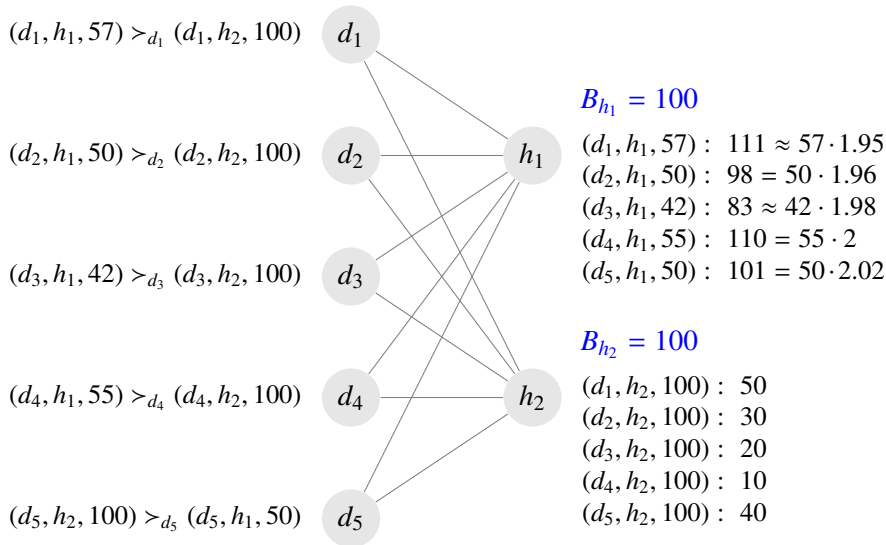 (d₁, h₁, 57) ≻_{d₁} (d₁, h₂, 100)
d₁
(d₂, h₁, 50) ≻_{d₂} (d₂, h₂, 100)
d₂
(d₃, h₁, 42) ≻_{d₃} (d₃, h₂, 100)
d₃
(d₄, h₁, 55) ≻_{d₄} (d₄, h₂, 100)
d₄
(d₅, h₂, 100) ≻_{d₅} (d₅, h₁, 50)
d₅
h₁
B_{h₁} = 100
(d₁, h₁, 57) : 111 ≈ 57 · 1.95
(d₂, h₁, 50) : 98 = 50 · 1.96
(d₃, h₁, 42) : 83 ≈ 42 · 1.98
(d₄, h₁, 55) : 110 = 55 · 2
(d₅, h₁, 50) : 101 = 50 · 2.02
h₂
B_{h₂} = 100
(d₁, h₂, 100) : 50
(d₂, h₂, 100) : 30
(d₃, h₂, 100) : 20
(d₄, h₂, 100) : 10
(d₅, h₂, 100) : 40